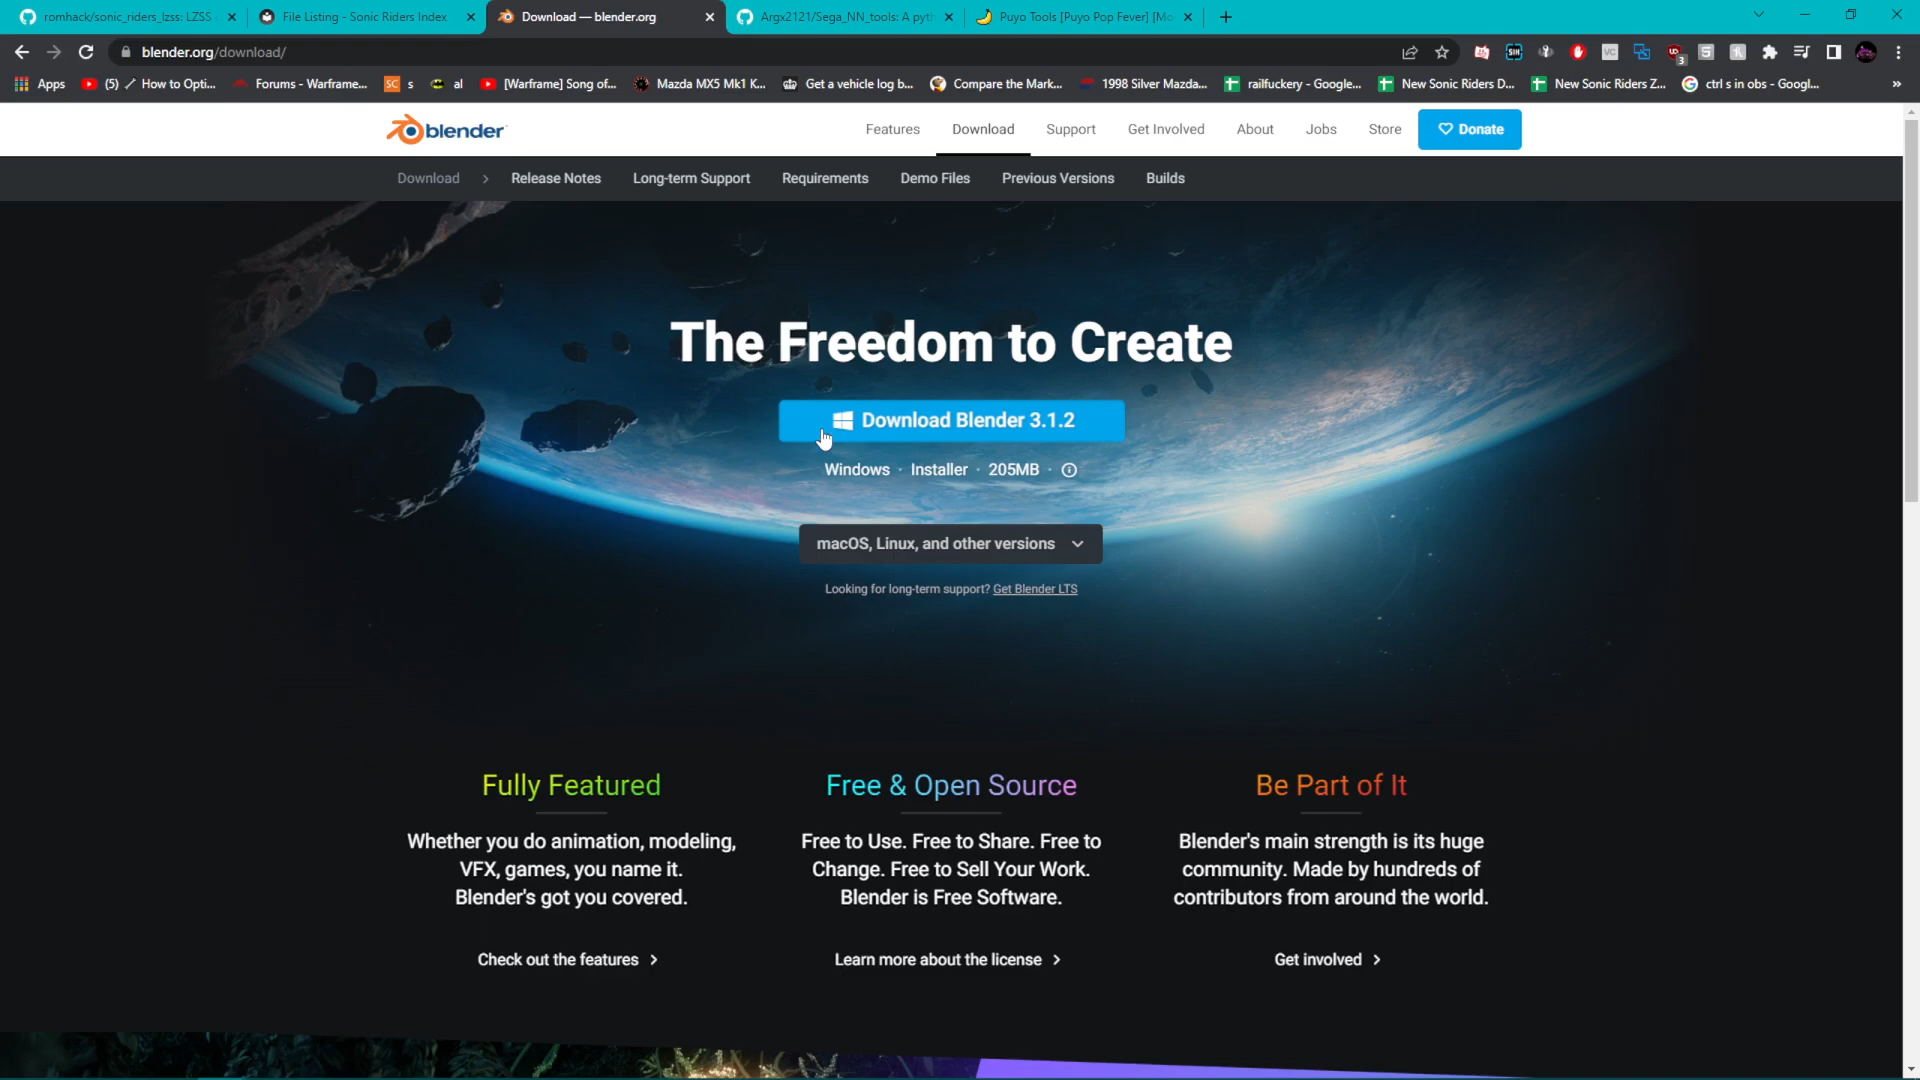 romhack/sonic_riders_lzss: LZSS
File Listing - Sonic Riders Index
Download — blender.org
Argx2121/Sega_NN_tools: A pyth
Puyo Tools [Puyo Pop Fever] [Mo
blender.org/download/
3
Apps
(5)
How to Opti...
Forums - Warframe...
SC s
al
[Warframe] Song of...
Mazda MX5 Mk1 K...
Get a vehicle log b...
Compare the Mark...
1998 Silver Mazda...
railfuckery - Google...
New Sonic Riders D...
New Sonic Riders Z...
ctrl s in obs - Googl...
»
blender
Features
Download
Support
Get Involved
About
Jobs
Store
Donate
Download
Release Notes
Long-term Support
Requirements
Demo Files
Previous Versions
Builds
The Freedom to Create
Download Blender 3.1.2
Windows · Installer · 205MB ·
macOS, Linux, and other versions
Looking for long-term support? Get Blender LTS
Fully Featured
Whether you do animation, modeling,
VFX, games, you name it.
Blender's got you covered.
Check out the features
Free & Open Source
Free to Use. Free to Share. Free to
Change. Free to Sell Your Work.
Blender is Free Software.
Learn more about the license
Be Part of It
Blender's main strength is its huge
community. Made by hundreds of
contributors from around the world.
Get involved